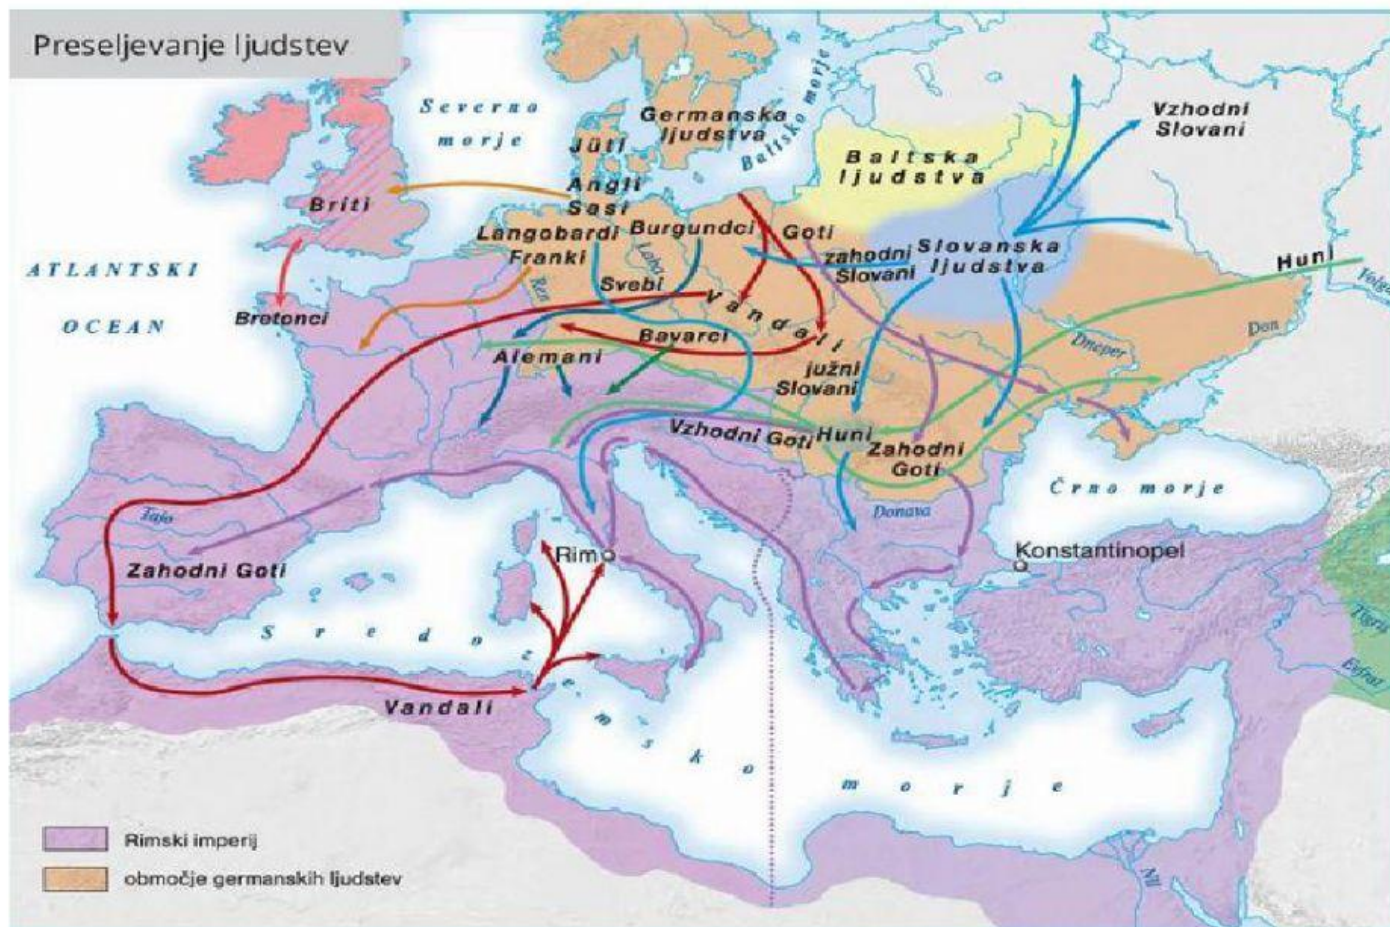 Preseljevanje ljudstev
Severno
morje
Germanska
ljudstva
Baltsko morje
Vzhodni
Slovani
Jüti
Baltska
ljudstva
Angli
Sasi
Briti
Langobardi
Burgundci
Goti
Franki
Laba
zahodni
Slovani
Slovanska
ljudstva
Huni
Volga
ATLANTSKI
OCEAN
Ren
Svebi
Vandali
Bretonci
Bavarci
Alemani
južni
Slovani
Dneper
Don
Vzhodni Goti
Huni
Zahodni
Goti
Črno morje
Donava
Tajo
Rim
Konstantinopel
Zahodni Goti
Sredozemsko morje
Tigris
Evfrat
Vandali
Nil
Rimski imperij
območje germanskih ljudstev